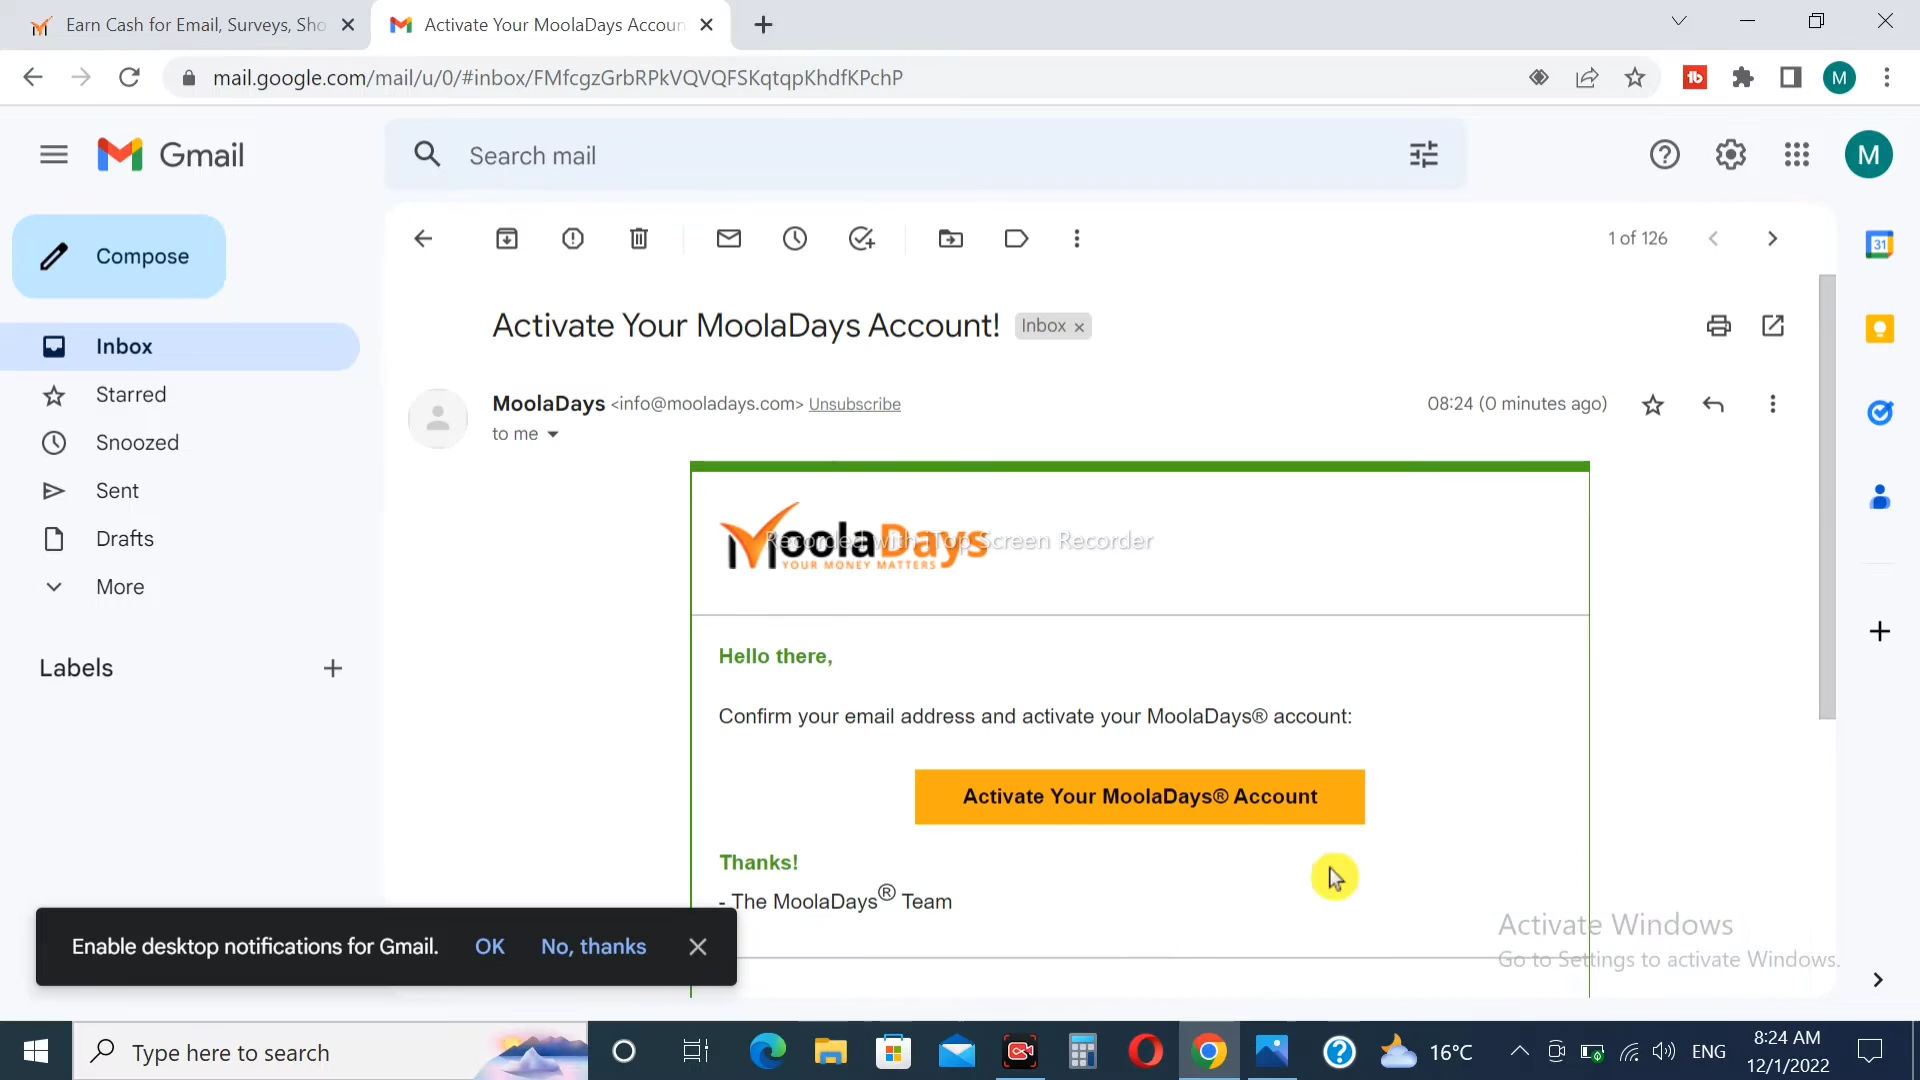 Earn Cash for Email, Surveys, Sho
Activate Your MoolaDays Accoun
mail.google.com/mail/u/0/#inbox/FMfcgzGrbRPkVQVQFSKqtqpKhdfKPchP
M
Gmail
Search mail
M
Compose
1 of 126
31
Inbox
Starred
Snoozed
Sent
Drafts
More
Labels
Activate Your MoolaDays Account!
Inbox ×
MoolaDays <info@mooladays.com> Unsubscribe
08:24 (0 minutes ago)
to me
MoolaDays
YOUR MONEY MATTERS
Recorded with iTop Screen Recorder
Hello there,
Confirm your email address and activate your MoolaDays® account:
Activate Your MoolaDays® Account
Thanks!
- The MoolaDays® Team
Enable desktop notifications for Gmail. OK No, thanks
Activate Windows
Go to Settings to activate Windows.
Type here to search
16°C
ENG
8:24 AM
12/1/2022